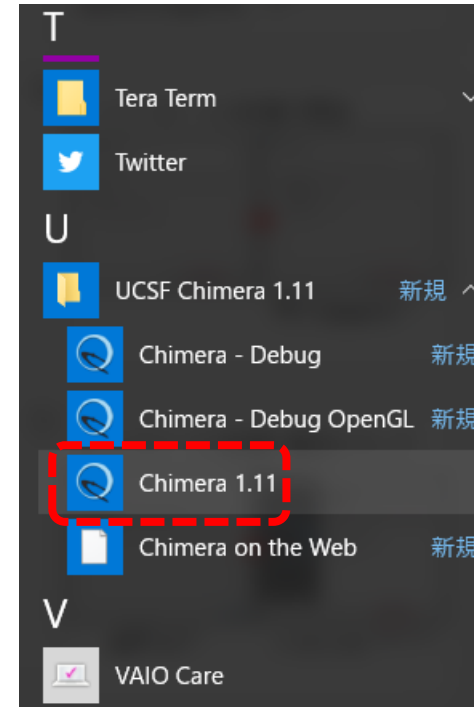 T
Tera Term
Twitter
U
UCSF Chimera 1.11 新規
Chimera - Debug 新規
Chimera - Debug OpenGL 新規
Chimera 1.11
Chimera on the Web 新規
V
VAIO Care